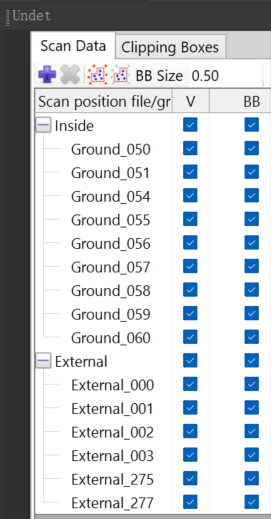 Undet
Scan Data Clipping Boxes
BB Size 0.50
Scan position file/gr V BB
Inside
Ground_050
Ground_051
Ground_054
Ground_055
Ground_056
Ground_057
Ground_058
Ground_059
Ground_060
External
External_000
External_001
External_002
External_003
External_275
External_277